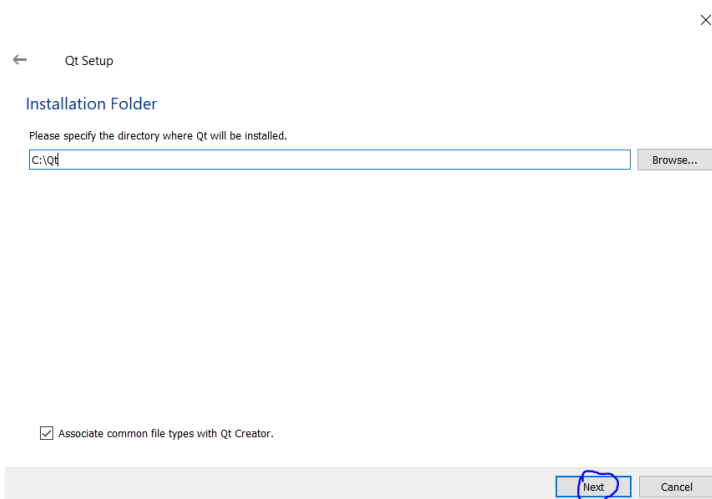 Qt Setup
Installation Folder
Please specify the directory where Qt will be installed.
C:\Qt
Browse...
Associate common file types with Qt Creator.
Next
Cancel